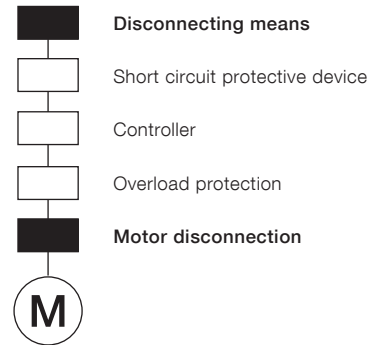 Disconnecting means
Short circuit protective device
Controller
Overload protection
Motor disconnection
M